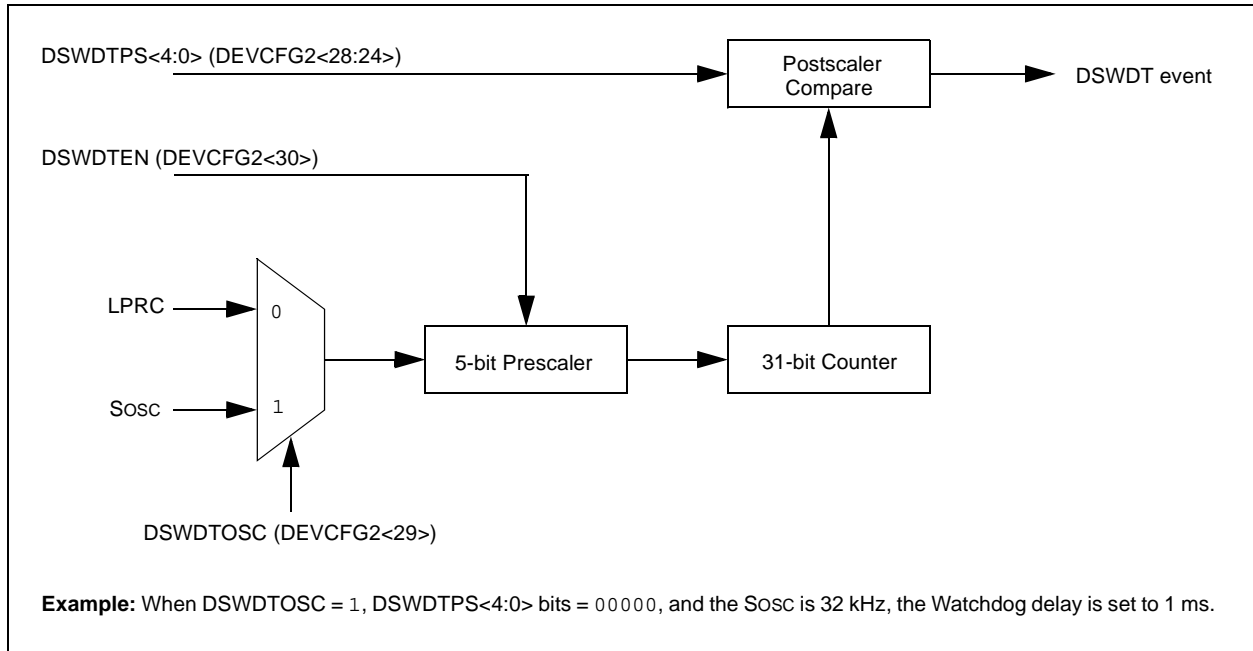 DSWDTPS<4:0> (DEVCFG2<28:24>)
Postscaler
Compare
DSWDT event
DSWDTEN (DEVCFG2<30>)
LPRC
0
5-bit Prescaler
31-bit Counter
SOSC
1
DSWDTOSC (DEVCFG2<29>)
Example: When DSWDTOSC = 1, DSWDTPS<4:0> bits = 00000, and the SOSC is 32 kHz, the Watchdog delay is set to 1 ms.